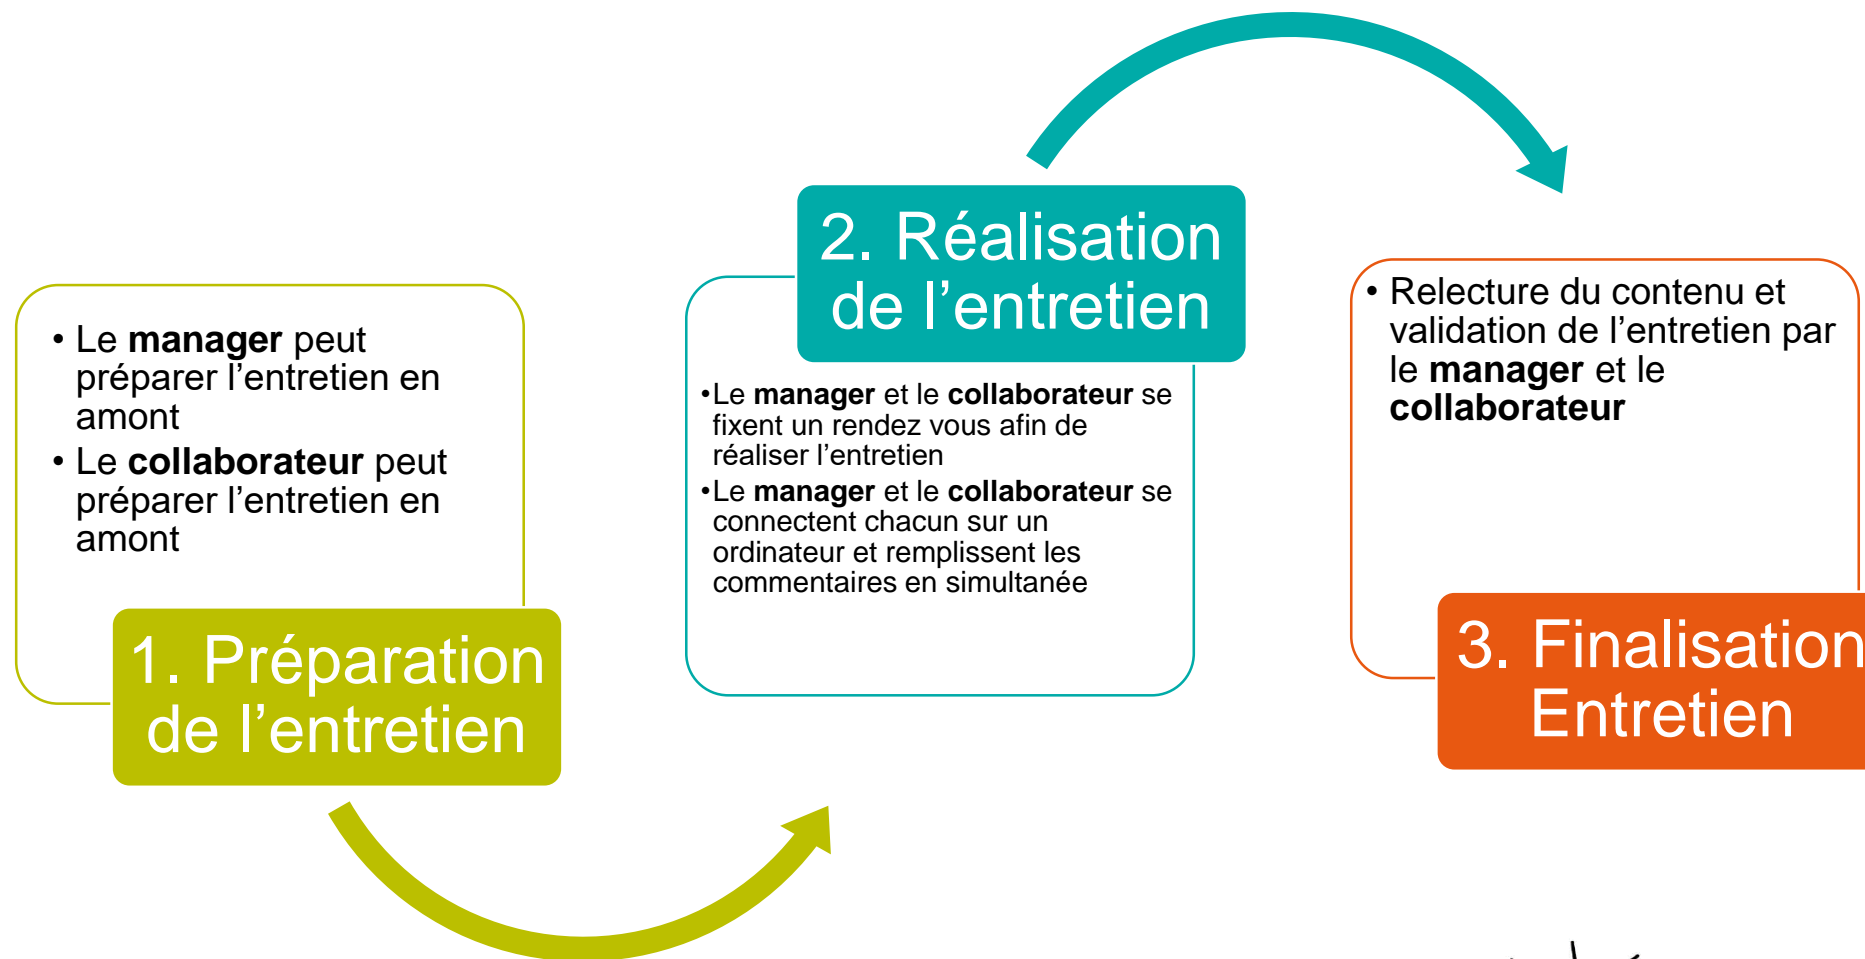 • Le manager peut
préparer l’entretien en
amont
• Le collaborateur peut
préparer l’entretien en
amont
1. Préparation
de l’entretien
2. Réalisation
de l’entretien
•Le manager et le collaborateur se
fixent un rendez vous afin de
réaliser l’entretien
•Le manager et le collaborateur se
connectent chacun sur un
ordinateur et remplissent les
commentaires en simultanée
• Relecture du contenu et
validation de l’entretien par
le manager et le
collaborateur
3. Finalisation
Entretien